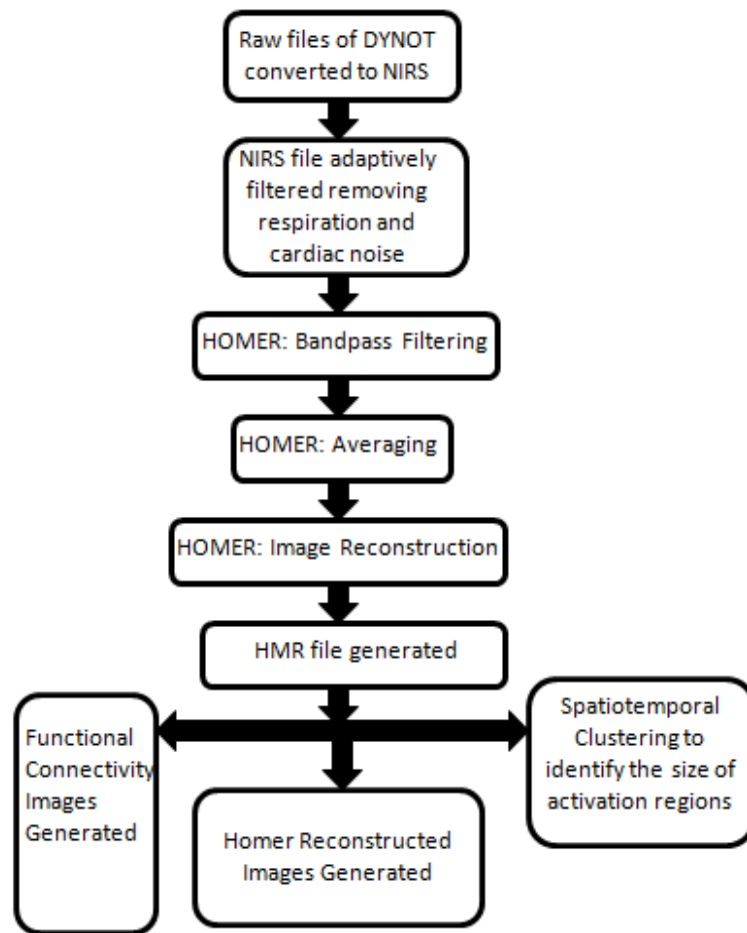 Raw files of DYNOT
converted to NIRS
NIRS file adaptively
filtered removing
respiration and
cardiac noise
HOMER: Bandpass Filtering
HOMER: Averaging
HOMER: Image Reconstruction
HMR file generated
Functional
Connectivity
Images
Generated
Homer Reconstructed
Images Generated
Spatiotemporal
Clustering to
identify the size of
activation regions